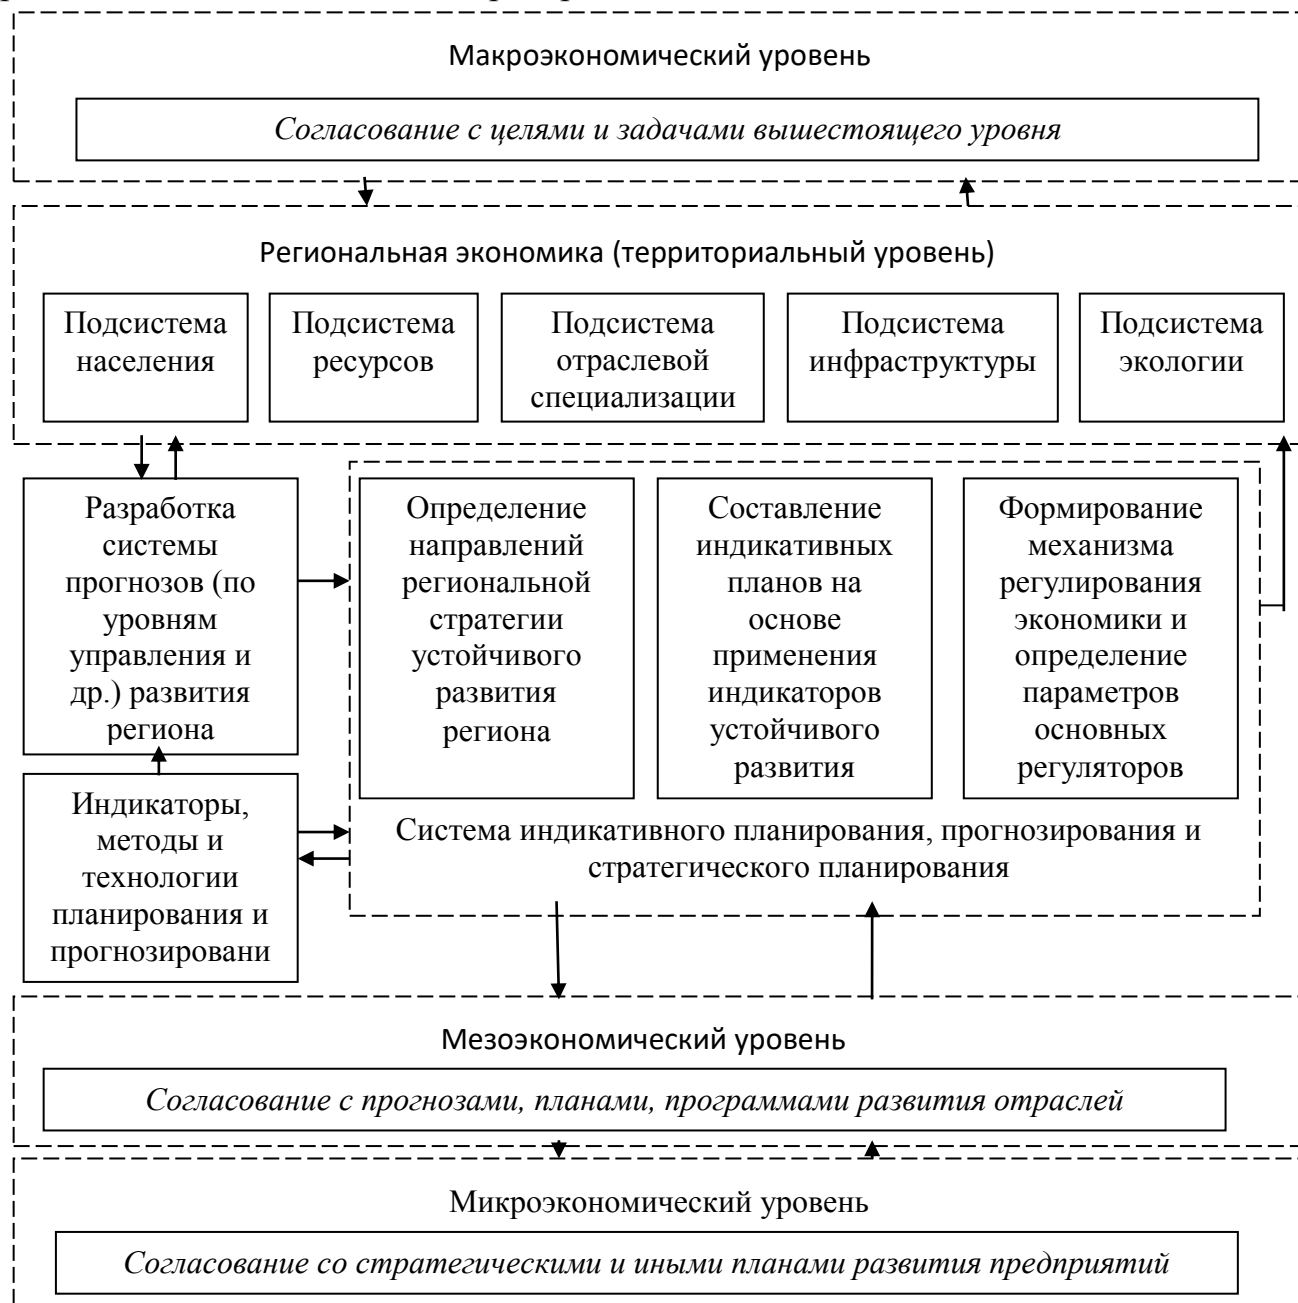 Макроэкономический уровень
Согласование с целями и задачами вышестоящего уровня
Региональная экономика (территориальный уровень)
Подсистема
населения
Подсистема
ресурсов
Подсистема
отраслевой
специализации
Подсистема
инфраструктуры
Подсистема
экологии
Разработка
системы
прогнозов (по
уровням
управления и
др.) развития
региона
Определение
направлений
региональной
стратегии
устойчивого
развития
региона
Составление
индикативных
планов на
основе
применения
индикаторов
устойчивого
развития
Формирование
механизма
регулирования
экономики и
определение
параметров
основных
регуляторов
Индикаторы,
методы и
технологии
планирования и
прогнозировани
Система индикативного планирования, прогнозирования и
стратегического планирования
Мезоэкономический уровень
Согласование с прогнозами, планами, программами развития отраслей
Микроэкономический уровень
Согласование со стратегическими и иными планами развития предприятий